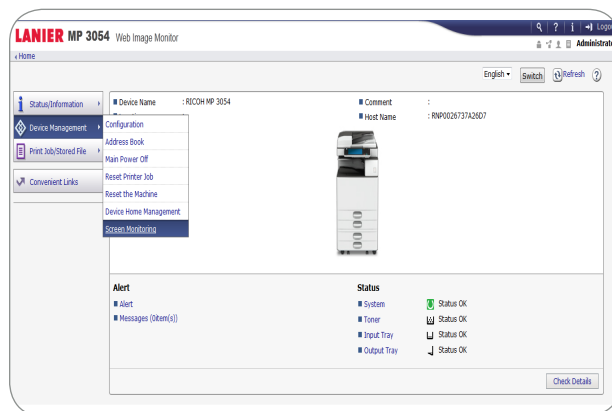 LANIER MP 3054 Web Image Monitor
Logo
Administrato
Home
English Switch Refresh
Status/Information
Device Management
Print Job/Stored File
Convenient Links
Configuration
Address Book
Main Power Off
Reset Printer Job
Reset the Machine
Device Home Management
Screen Monitoring
Device Name : RICOH MP 3054
Comment :
Host Name : RNP0026737A26D7
Alert
Alert
Messages (0item(s))
Status
System Status OK
Toner Status OK
Input Tray Status OK
Output Tray Status OK
Check Details